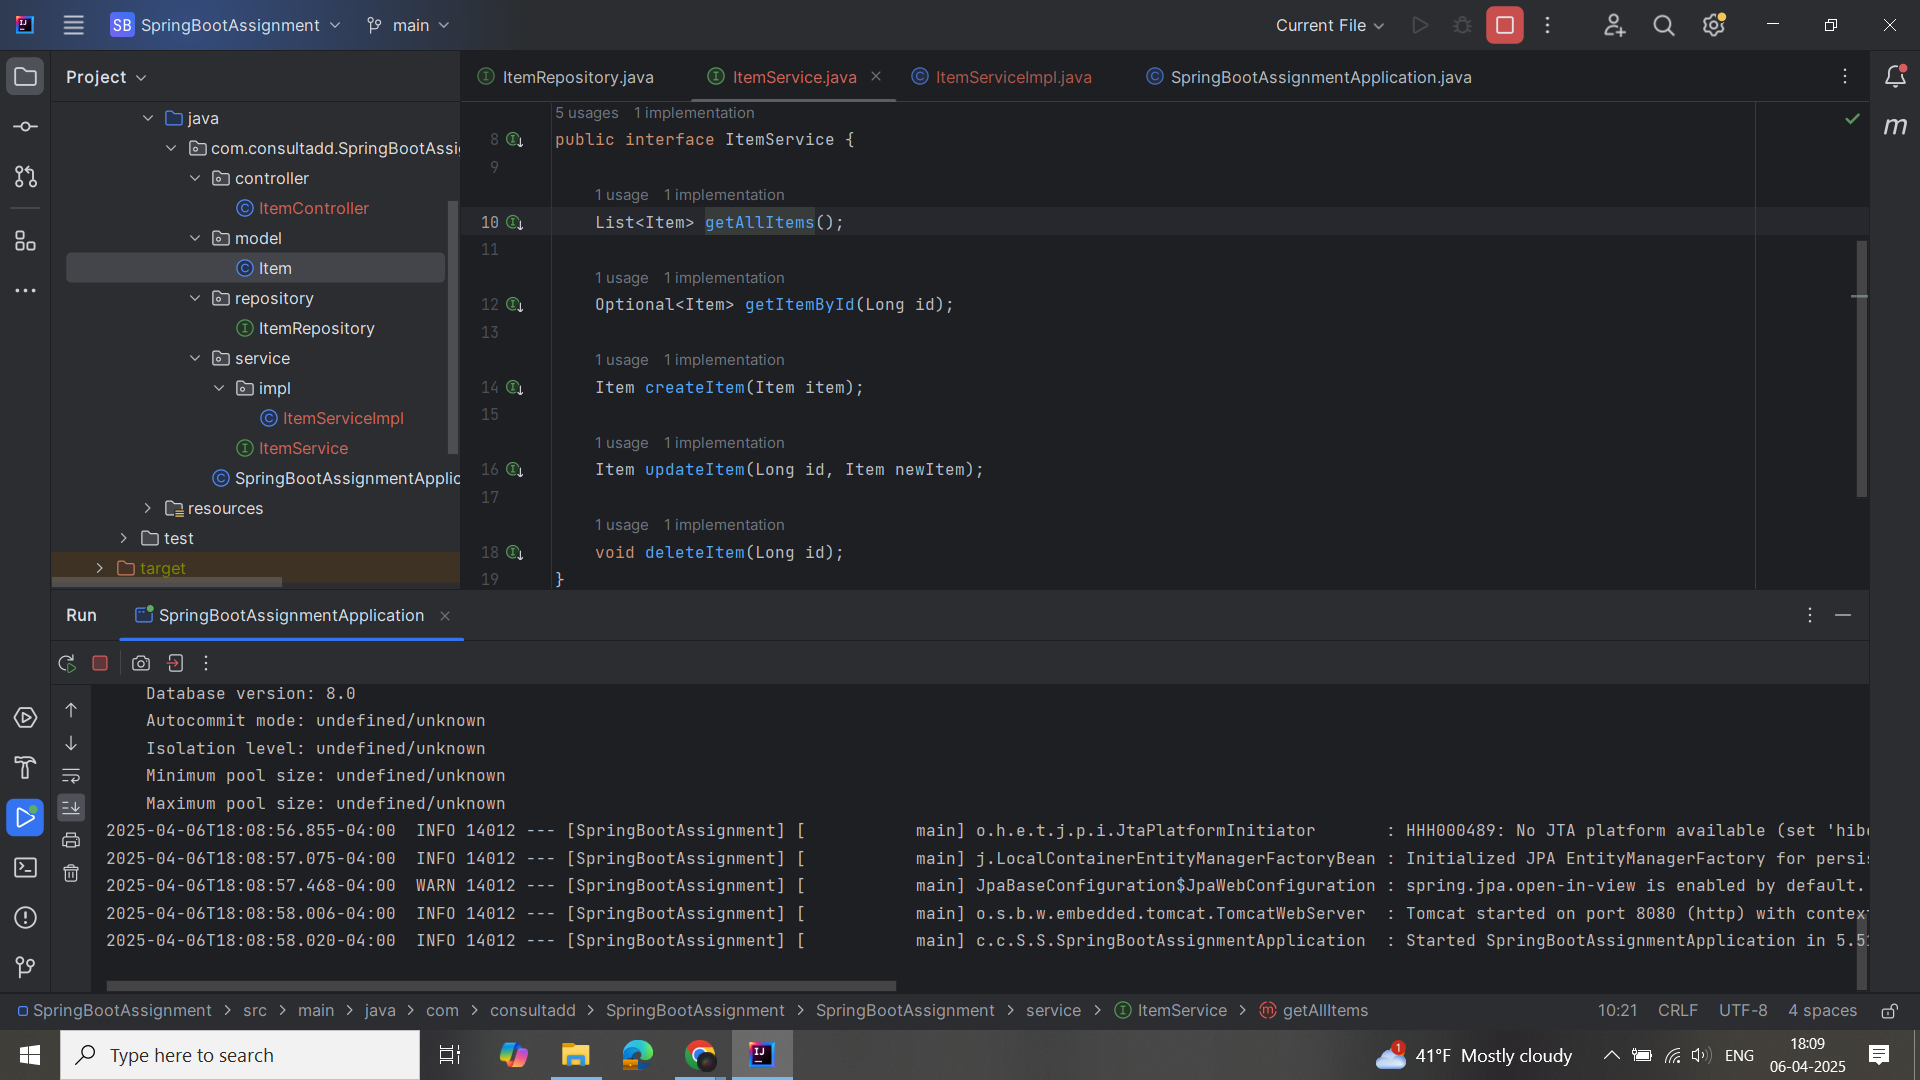 SB SpringBootAssignment main Current File
Project
ItemRepository.java ItemService.java ItemServiceImpl.java SpringBootAssignmentApplication.java
java
com.consultadd.SpringBootAssi
controller
ItemController
model
Item
repository
ItemRepository
service
impl
ItemServiceImpl
ItemService
SpringBootAssignmentApplic
resources
test
target
5 usages 1 implementation
8 public interface ItemService {
9
1 usage 1 implementation
10 List<Item> getAllItems();
11
1 usage 1 implementation
12 Optional<Item> getItemById(Long id);
13
1 usage 1 implementation
14 Item createItem(Item item);
15
1 usage 1 implementation
16 Item updateItem(Long id, Item newItem);
17
1 usage 1 implementation
18 void deleteItem(Long id);
19 }
m
Run SpringBootAssignmentApplication
Database version: 8.0
Autocommit mode: undefined/unknown
Isolation level: undefined/unknown
Minimum pool size: undefined/unknown
Maximum pool size: undefined/unknown
2025-04-06T18:08:56.855-04:00 INFO 14012 --- [SpringBootAssignment] [ main] o.h.e.t.j.p.i.JtaPlatformInitiator : HHH000489: No JTA platform available (set 'hibe
2025-04-06T18:08:57.075-04:00 INFO 14012 --- [SpringBootAssignment] [ main] j.LocalContainerEntityManagerFactoryBean : Initialized JPA EntityManagerFactory for persis
2025-04-06T18:08:57.468-04:00 WARN 14012 --- [SpringBootAssignment] [ main] JpaBaseConfiguration$JpaWebConfiguration : spring.jpa.open-in-view is enabled by default.
2025-04-06T18:08:58.006-04:00 INFO 14012 --- [SpringBootAssignment] [ main] o.s.b.w.embedded.tomcat.TomcatWebServer : Tomcat started on port 8080 (http) with contex
2025-04-06T18:08:58.020-04:00 INFO 14012 --- [SpringBootAssignment] [ main] c.c.S.S.SpringBootAssignmentApplication : Started SpringBootAssignmentApplication in 5.5
SpringBootAssignment > src > main > java > com > consultadd > SpringBootAssignment > SpringBootAssignment > service > ItemService > getAllItems 10:21 CRLF UTF-8 4 spaces
Type here to search 1 41°F Mostly cloudy ENG 18:09
06-04-2025